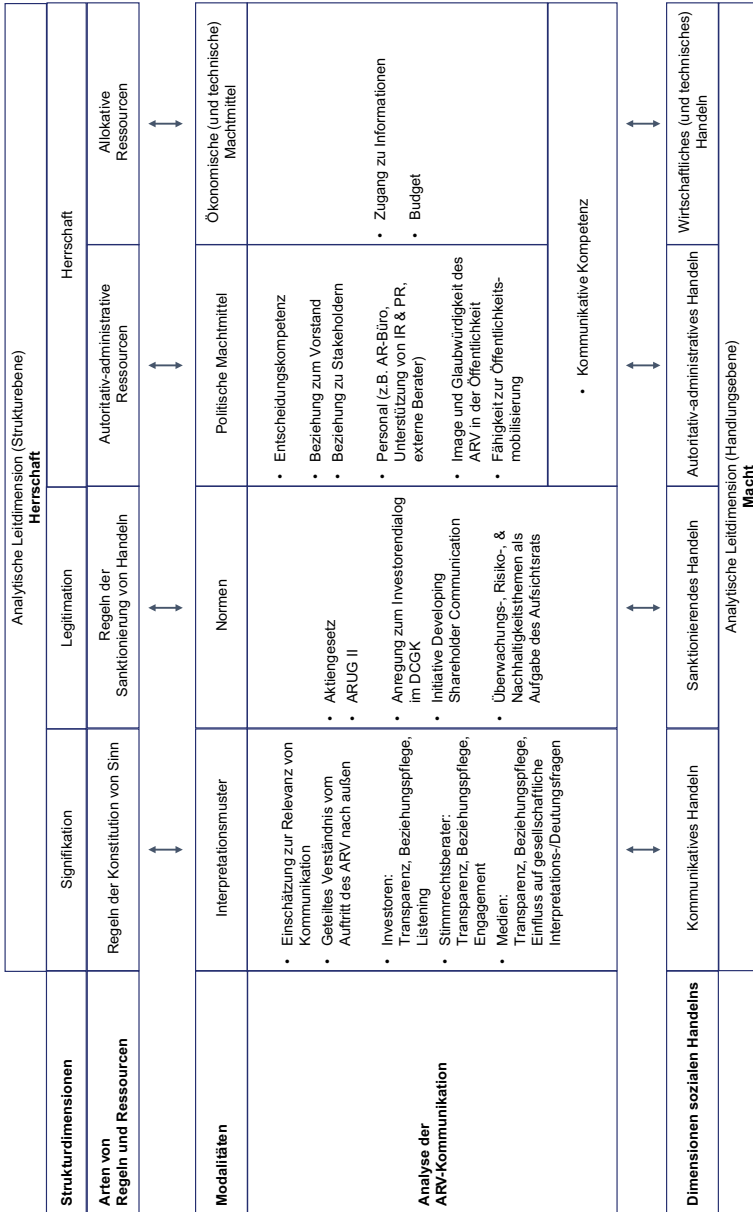 Analytische Leitdimension (Strukturebene)
Herrschaft
Strukturdimensionen
Signifikation
Legitimation
Herrschaft
Arten von
Regeln und Ressourcen
Regeln der Konstitution von Sinn
Regeln der
Sanktionierung von Handeln
Autoritativ-administrative
Ressourcen
Allokative
Ressourcen
Modalitäten
Interpretationsmuster
Normen
Politische Machtmittel
Ökonomische (und technische)
Machtmittel
Analyse der
ARV-Kommunikation
• Einschätzung zur Relevanz von
Kommunikation
• Geteiltes Verständnis vom
Auftritt des ARV nach außen
• Investoren:
Transparenz, Beziehungspflege,
Listening
• Stimmrechtsberater:
Transparenz, Beziehungspflege,
Engagement
• Medien:
Transparenz, Beziehungspflege,
Einfluss auf gesellschaftliche
Interpretations-/Deutungsfragen
• Aktiengesetz
• ARUG II
• Anregung zum Investorendialog
im DCGK
• Initiative Developing
Shareholder Communication
• Überwachungs-, Risiko-, &
Nachhaltigkeitsthemen als
Aufgabe des Aufsichtsrats
• Entscheidungskompetenz
• Beziehung zum Vorstand
• Beziehung zu Stakeholdern
• Personal (z.B. AR-Büro,
Unterstützung von IR & PR,
externe Berater)
• Image und Glaubwürdigkeit des
ARV in der Öffentlichkeit
• Fähigkeit zur Öffentlichkeits-
mobilisierung
• Zugang zu Informationen
• Budget
• Kommunikative Kompetenz
Dimensionen sozialen Handelns
Kommunikatives Handeln
Sanktionierendes Handeln
Autoritativ-administratives Handeln
Wirtschaftliches (und technisches)
Handeln
Analytische Leitdimension (Handlungsebene)
Macht